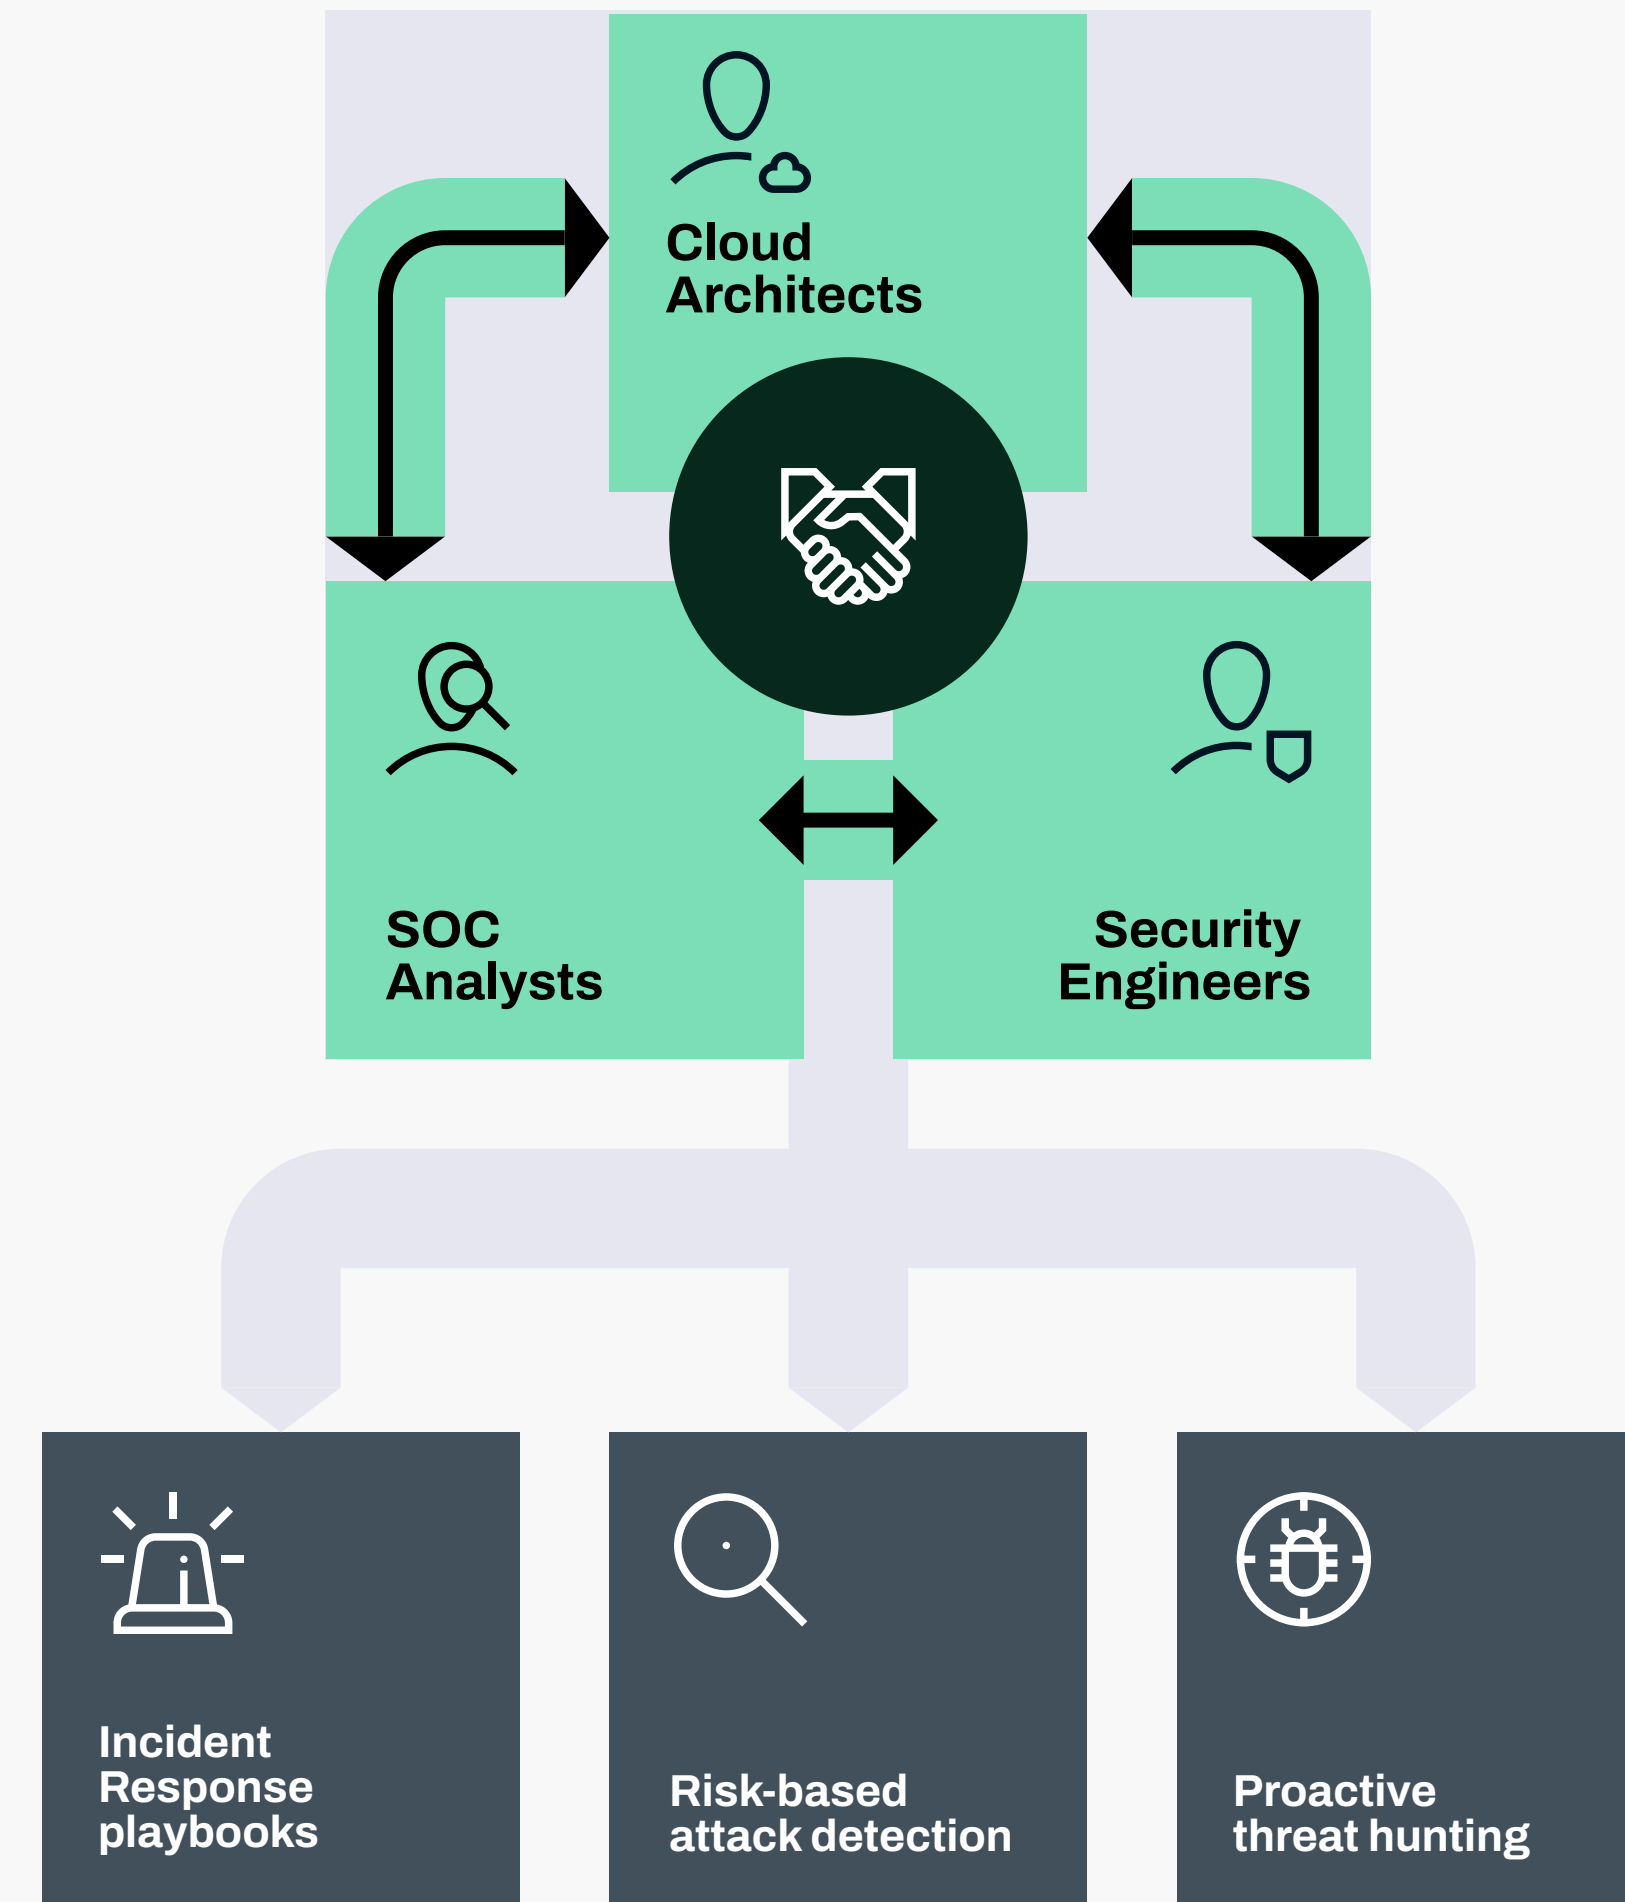 Cloud
Architects
SOC
Analysts
Security
Engineers
Incident
Response
playbooks
Risk-based
attack detection
Proactive
threat hunting